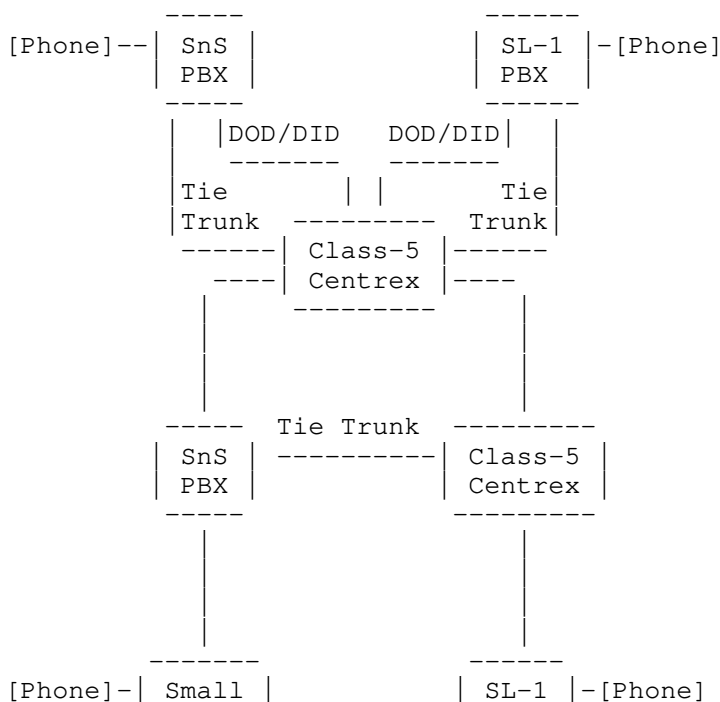 [Phone] SnS SL-1 [Phone]
PBX PBX
DOD/DID DOD/DID
Tie Tie
Trunk Trunk
Class-5
Centrex
Tie Trunk
SnS Class-5
PBX Centrex
[Phone] Small SL-1 [Phone]